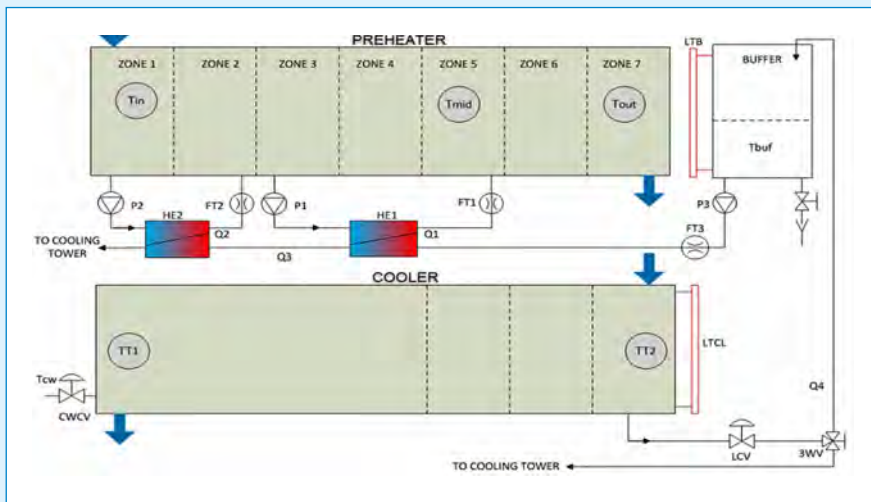 PREHEATER
ZONE 1
ZONE 2
ZONE 3
ZONE 4
ZONE 5
ZONE 6
ZONE 7
LTB
BUFFER
Tin
Tmid
Tout
Tbuf
P2
FT2
P1
FT1
P3
HE2
HE1
Q2
Q1
TO COOLING
TOWER
Q3
FT3
COOLER
TT1
TT2
LTCL
Tcw
CWCV
Q4
LCV
3WV
TO COOLING TOWER